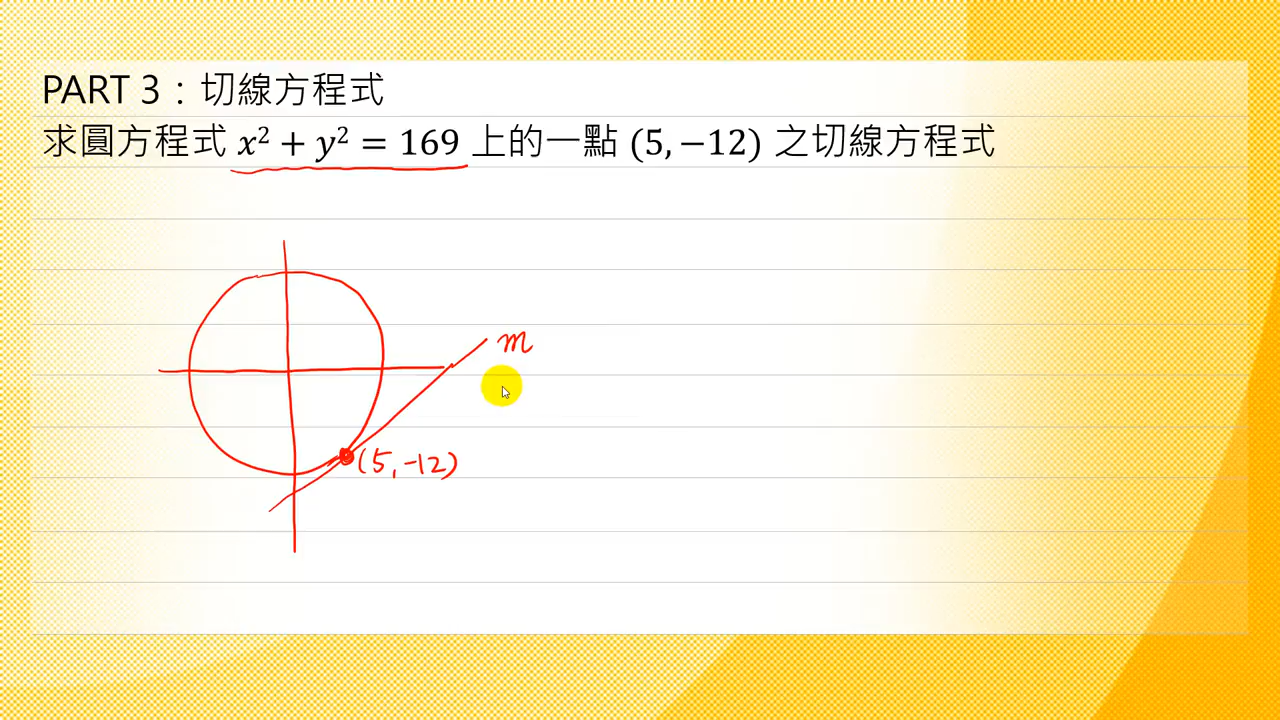 PART 3：切線方程式
求圓方程式 x² + y² = 169 上的一點 (5, −12) 之切線方程式
m
(5, -12)